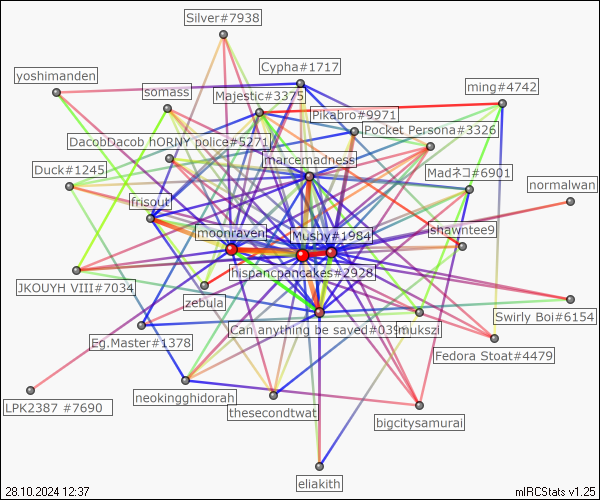 Silver#7938
Cypha#1717
yoshimanden
ming#4742
somass
Majestic#3375
Pikabro#9971
Pocket Persona#3326
DacobDacob hORNY police#5271
marcemadness
Duck#1245
Madネコ#6901
normalwan
frisout
moonraven
Mushy#1984
shawntee9
hispancpancakes#2928
JKOUYH VIII#7034
zebula
Swirly Boi#6154
Can anything be saved#039
mukszi
Eg.Master#1378
Fedora Stoat#4479
neokingghidorah
LPK2387 #7690
thesecondtwat
bigcitysamurai
eliakith
28.10.2024 12:37
mIRCStats v1.25